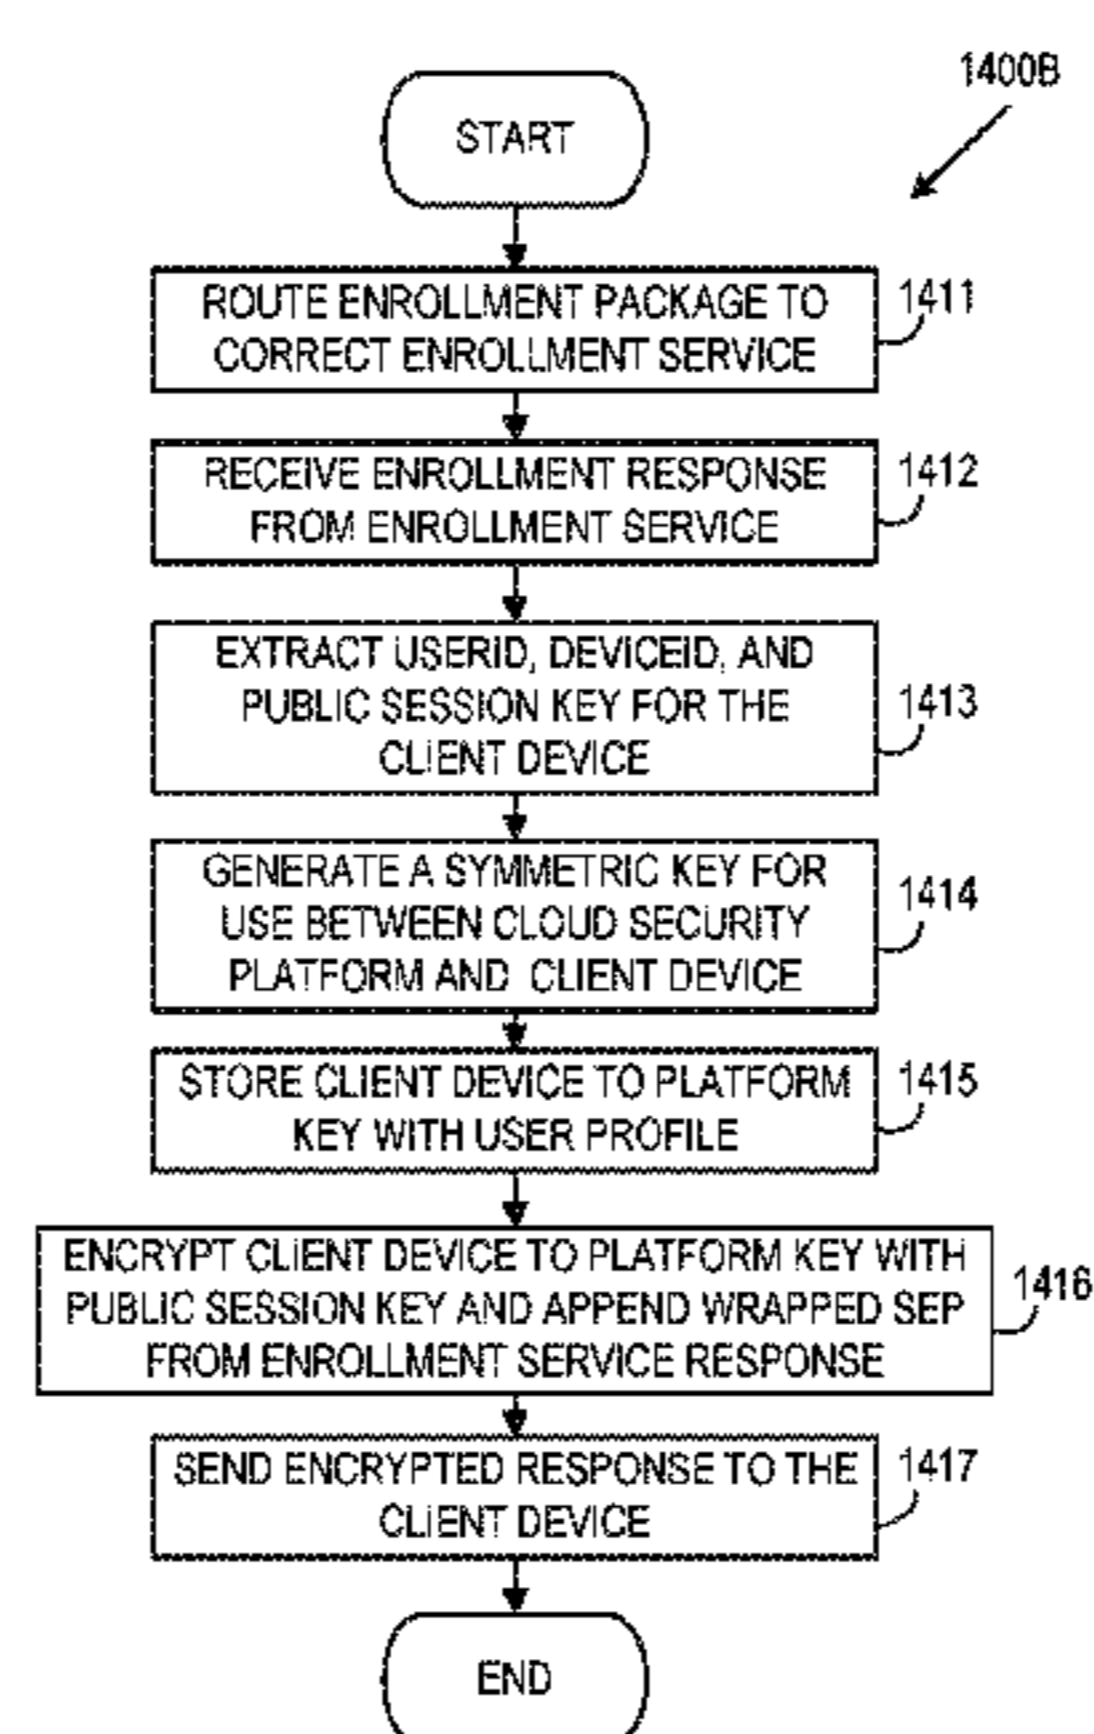 1400B
START
ROUTE ENROLLMENT PACKAGE TO
CORRECT ENROLLMENT SERVICE
1411
RECEIVE ENROLLMENT RESPONSE
FROM ENROLLMENT SERVICE
1412
EXTRACT USERID, DEVICEID, AND
PUBLIC SESSION KEY FOR THE
CLIENT DEVICE
1413
GENERATE A SYMMETRIC KEY FOR
USE BETWEEN CLOUD SECURITY
PLATFORM AND CLIENT DEVICE
1414
STORE CLIENT DEVICE TO PLATFORM
KEY WITH USER PROFILE
1415
ENCRYPT CLIENT DEVICE TO PLATFORM KEY WITH
PUBLIC SESSION KEY AND APPEND WRAPPED SEP
FROM ENROLLMENT SERVICE RESPONSE
1416
SEND ENCRYPTED RESPONSE TO THE
CLIENT DEVICE
1417
END